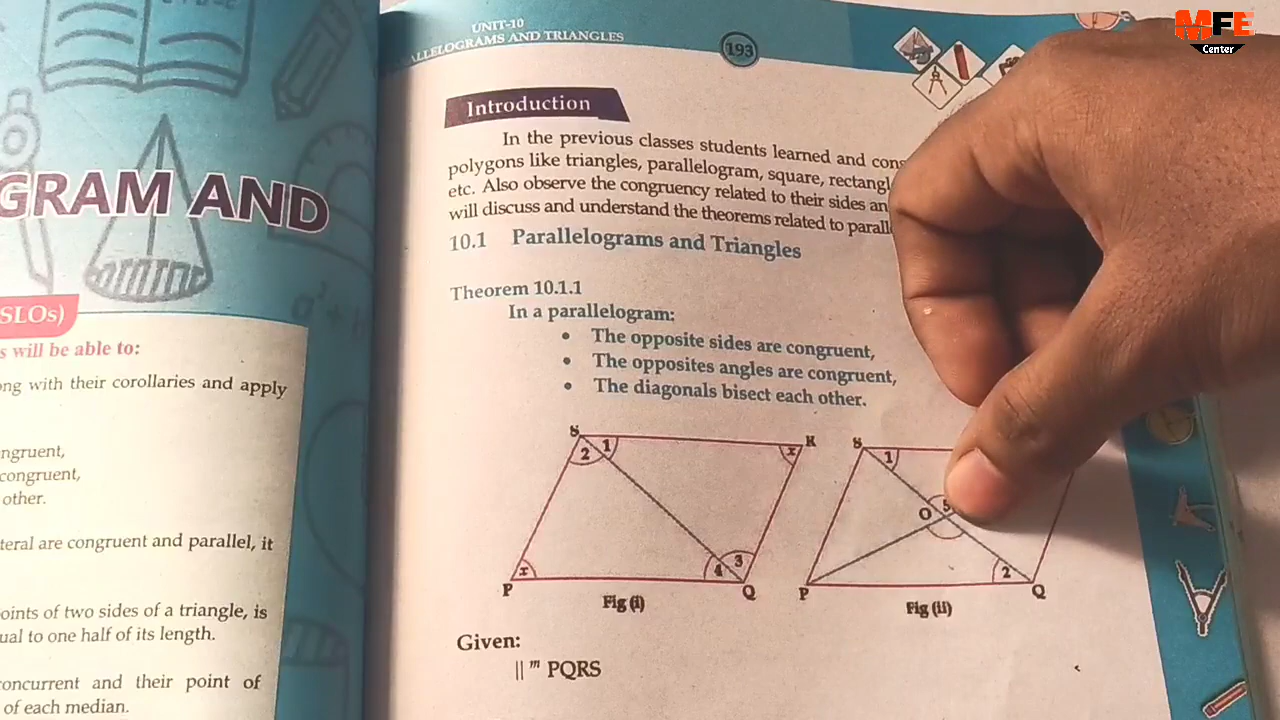 MFE
Center
GRAM AND
SLOs)
s will be able to:
ong with their corollaries and apply
ngruent,
congruent,
other.
teral are congruent and parallel, it
oints of two sides of a triangle, is
ual to one half of its length.
oncurrent and their point of
of each median.
UNIT-10
ALLELOGRAMS AND TRIANGLES
193
Introduction
In the previous classes students learned and cons
polygons like triangles, parallelogram, square, rectangl
etc. Also observe the congruency related to their sides an
will discuss and understand the theorems related to parall
10.1 Parallelograms and Triangles
Theorem 10.1.1
In a parallelogram:
• The opposite sides are congruent,
• The opposites angles are congruent,
• The diagonals bisect each other.
S 1 2 R x
P x 4 3 Q
Fig (i)
S 1 O 5
P 2 Q
Fig (ii)
Given:
||ᵐ PQRS